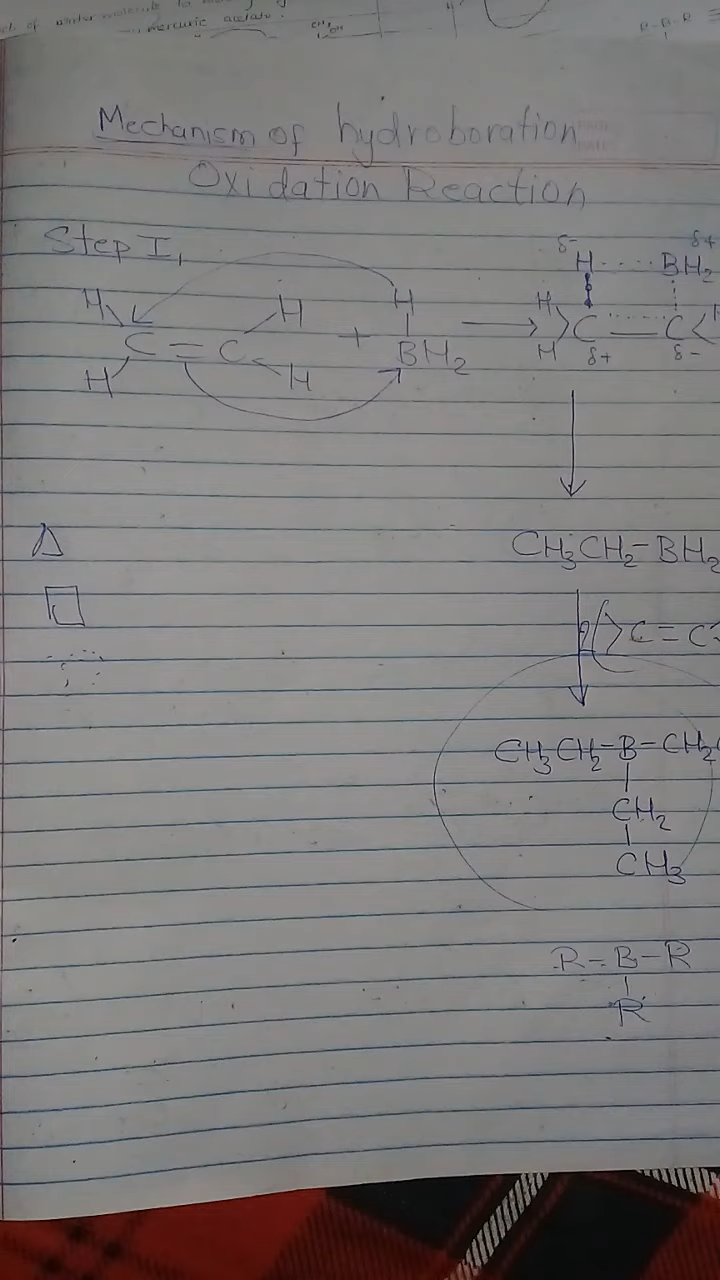 mercuric acetate.
R-B-R
Mechanism of hydroboration
Oxidation Reaction
Step I,
δ- δ+
H H H H ···· BH2
C = C + BH2 → H H >C — C<
H H δ+ δ-
CH3CH2-BH2
>C = C
CH3CH2-B-CH2
CH2
CH3
R-B-R
R